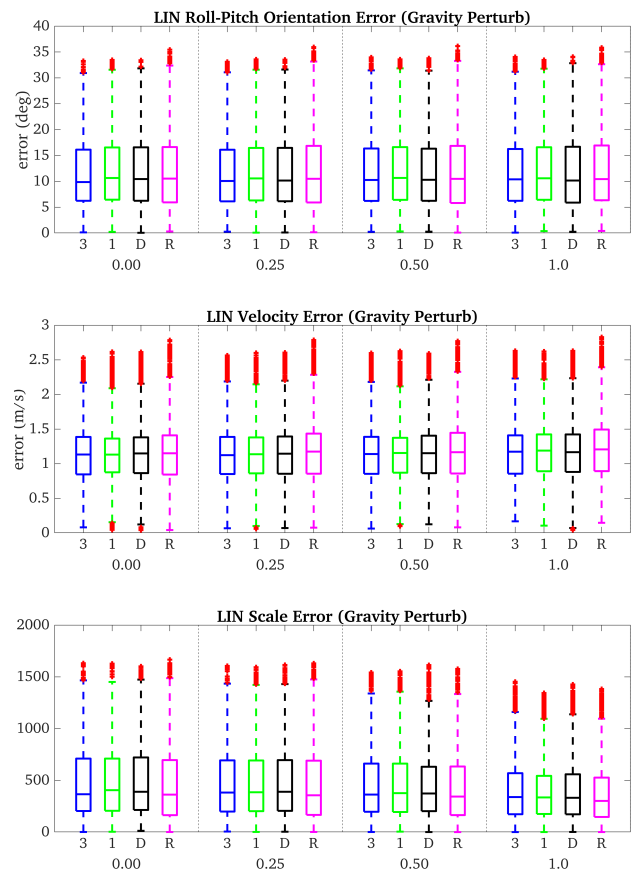 LIN Roll-Pitch Orientation Error (Gravity Perturb)
40
35
30
25
20
15
10
5
0
error (deg)
3 1 D R 3 1 D R 3 1 D R 3 1 D R
0.00 0.25 0.50 1.0
LIN Velocity Error (Gravity Perturb)
3
2.5
2
1.5
1
0.5
0
error (m/s)
3 1 D R 3 1 D R 3 1 D R 3 1 D R
0.00 0.25 0.50 1.0
LIN Scale Error (Gravity Perturb)
2000
1500
1000
500
0
3 1 D R 3 1 D R 3 1 D R 3 1 D R
0.00 0.25 0.50 1.0